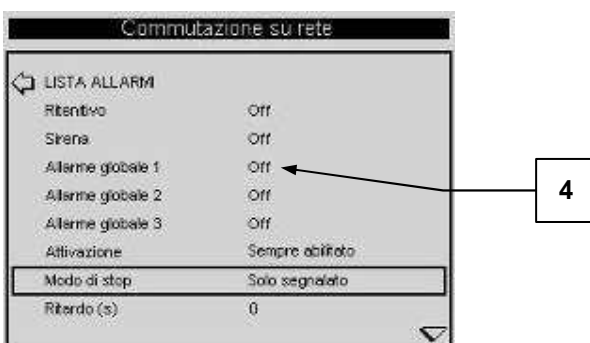 Commutazione su rete
LISTA ALLARMI
Ritentivo Off
Sirena Off
Allarme globale 1 Off
Allarme globale 2 Off
Allarme globale 3 Off
Attivazione Sempre abilitato
Modo di stop Solo segnalato
Ritardo (s) 0
4